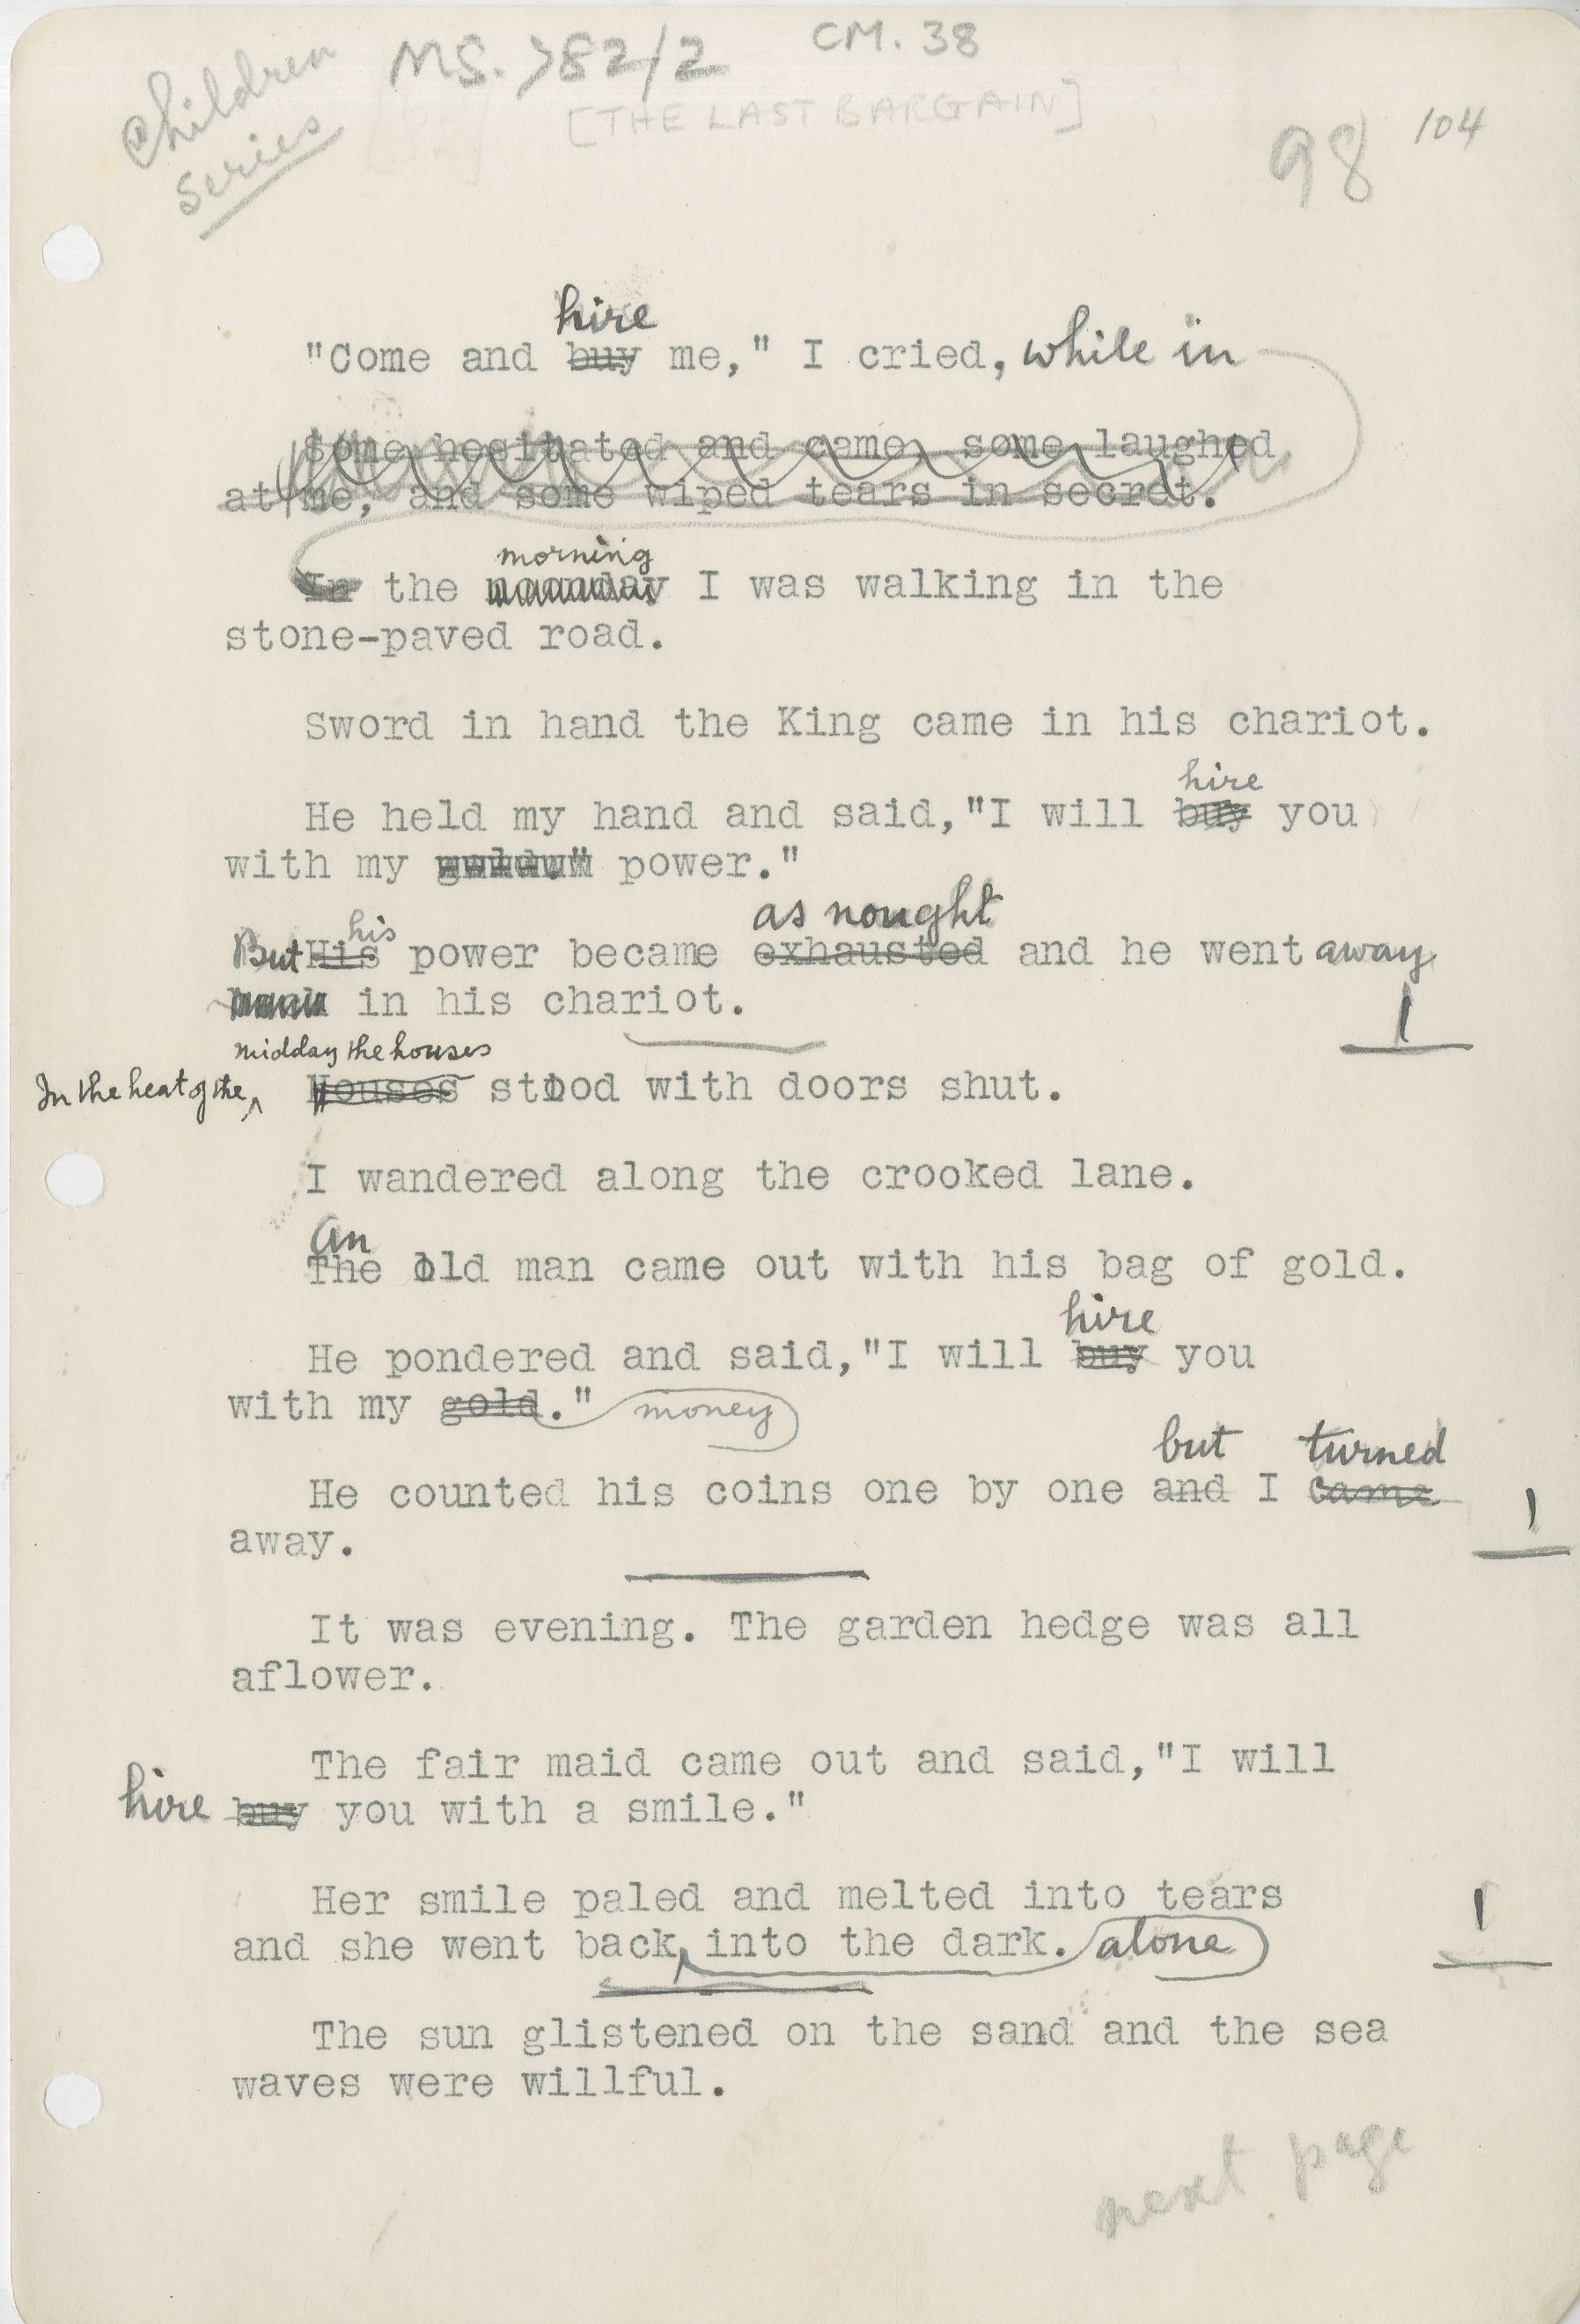 Children
series
MS. 782/2
CM. 38
[THE LAST BARGAIN]
98
104
hire
"Come and buy me," I cried, while in
some hesitated and came, some laughed
at me, and some wiped tears in secret.
morning
In the noonday I was walking in the
stone-paved road.
Sword in hand the King came in his chariot.
hire
He held my hand and said,"I will buy you
with my power."
as nought
But His his power became exhausted and he went away
in his chariot.
1
midday the houses
In the heat of the Houses stood with doors shut.
I wandered along the crooked lane.
An
The old man came out with his bag of gold.
hire
He pondered and said,"I will buy you
with my gold." money
but turned
He counted his coins one by one and I came
away.
1
It was evening. The garden hedge was all
aflower.
The fair maid came out and said,"I will
hire buy you with a smile."
Her smile paled and melted into tears
and she went back into the dark. alone
1
The sun glistened on the sand and the sea
waves were willful.
next page